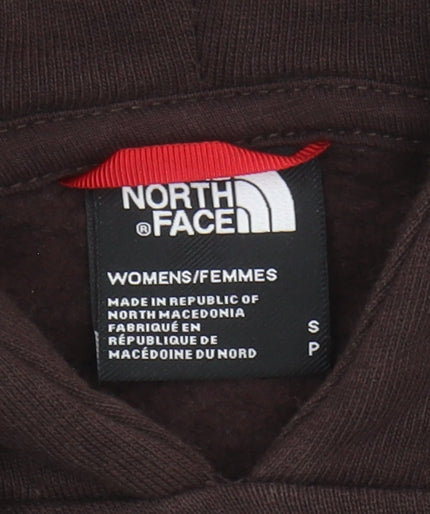 NORTH
® FACE
WOMENS/FEMMES
MADE IN REPUBLIC OF
NORTH MACEDONIA
FABRIQUÉ EN
RÉPUBLIQUE DE
MACÉDOINE DU NORD
S
P